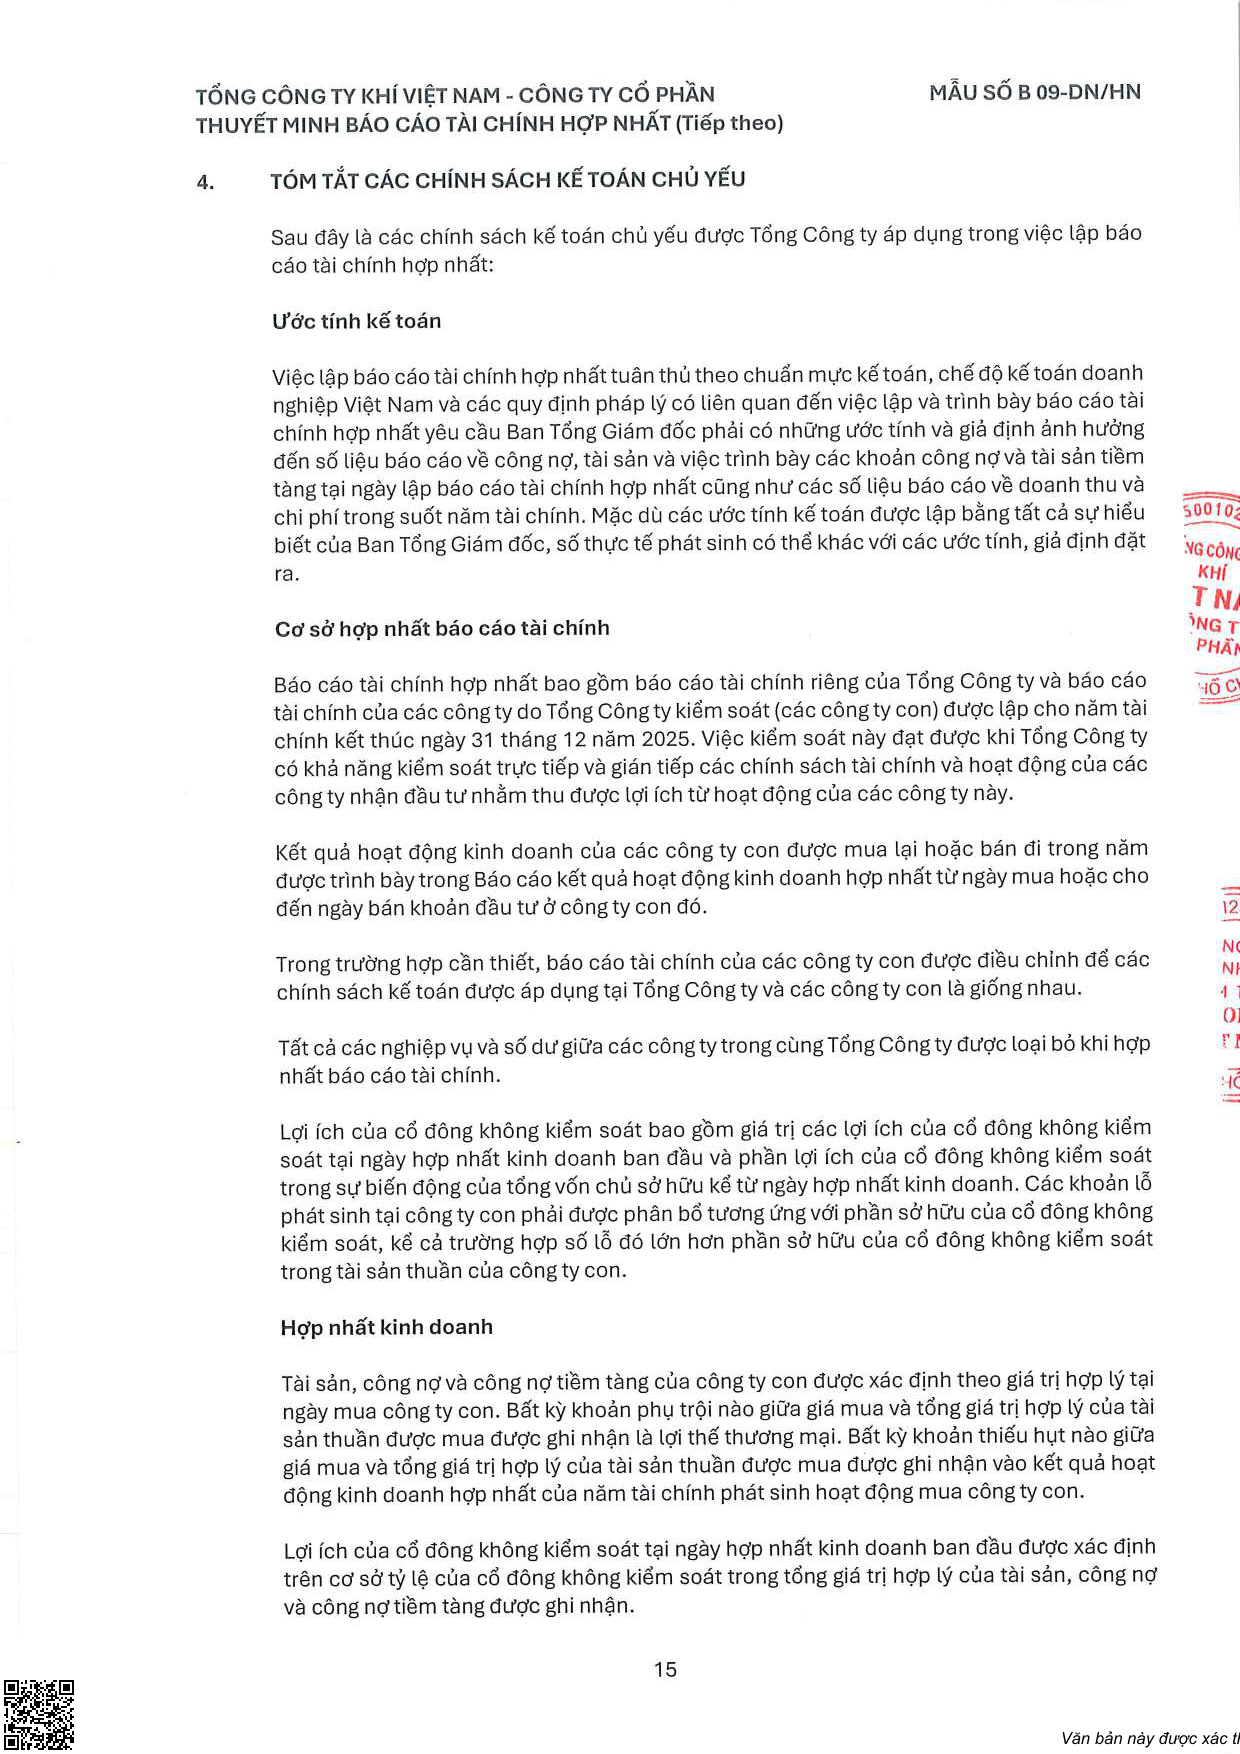 TỔNG CÔNG TY KHÍ VIỆT NAM - CÔNG TY CỔ PHẦN
MẪU SỐ B 09-DN/HN
THUYẾT MINH BÁO CÁO TÀI CHÍNH HỢP NHẤT (Tiếp theo)
4. TÓM TẮT CÁC CHÍNH SÁCH KẾ TOÁN CHỦ YẾU
Sau đây là các chính sách kế toán chủ yếu được Tổng Công ty áp dụng trong việc lập báo
cáo tài chính hợp nhất:
Ước tính kế toán
Việc lập báo cáo tài chính hợp nhất tuân thủ theo chuẩn mực kế toán, chế độ kế toán doanh
nghiệp Việt Nam và các quy định pháp lý có liên quan đến việc lập và trình bày báo cáo tài
chính hợp nhất yêu cầu Ban Tổng Giám đốc phải có những ước tính và giả định ảnh hưởng
đến số liệu báo cáo về công nợ, tài sản và việc trình bày các khoản công nợ và tài sản tiềm
tàng tại ngày lập báo cáo tài chính hợp nhất cũng như các số liệu báo cáo về doanh thu và
chi phí trong suốt năm tài chính. Mặc dù các ước tính kế toán được lập bằng tất cả sự hiểu
biết của Ban Tổng Giám đốc, số thực tế phát sinh có thể khác với các ước tính, giả định đặt
ra.
Cơ sở hợp nhất báo cáo tài chính
Báo cáo tài chính hợp nhất bao gồm báo cáo tài chính riêng của Tổng Công ty và báo cáo
tài chính của các công ty do Tổng Công ty kiểm soát (các công ty con) được lập cho năm tài
chính kết thúc ngày 31 tháng 12 năm 2025. Việc kiểm soát này đạt được khi Tổng Công ty
có khả năng kiểm soát trực tiếp và gián tiếp các chính sách tài chính và hoạt động của các
công ty nhận đầu tư nhằm thu được lợi ích từ hoạt động của các công ty này.
Kết quả hoạt động kinh doanh của các công ty con được mua lại hoặc bán đi trong năm
được trình bày trong Báo cáo kết quả hoạt động kinh doanh hợp nhất từ ngày mua hoặc cho
đến ngày bán khoản đầu tư ở công ty con đó.
Trong trường hợp cần thiết, báo cáo tài chính của các công ty con được điều chỉnh để các
chính sách kế toán được áp dụng tại Tổng Công ty và các công ty con là giống nhau.
Tất cả các nghiệp vụ và số dư giữa các công ty trong cùng Tổng Công ty được loại bỏ khi hợp
nhất báo cáo tài chính.
Lợi ích của cổ đông không kiểm soát bao gồm giá trị các lợi ích của cổ đông không kiểm
soát tại ngày hợp nhất kinh doanh ban đầu và phần lợi ích của cổ đông không kiểm soát
trong sự biến động của tổng vốn chủ sở hữu kể từ ngày hợp nhất kinh doanh. Các khoản lỗ
phát sinh tại công ty con phải được phân bổ tương ứng với phần sở hữu của cổ đông không
kiểm soát, kể cả trường hợp số lỗ đó lớn hơn phần sở hữu của cổ đông không kiểm soát
trong tài sản thuần của công ty con.
Hợp nhất kinh doanh
Tài sản, công nợ và công nợ tiềm tàng của công ty con được xác định theo giá trị hợp lý tại
ngày mua công ty con. Bất kỳ khoản phụ trội nào giữa giá mua và tổng giá trị hợp lý của tài
sản thuần được mua được ghi nhận là lợi thế thương mại. Bất kỳ khoản thiếu hụt nào giữa
giá mua và tổng giá trị hợp lý của tài sản thuần được mua được ghi nhận vào kết quả hoạt
động kinh doanh hợp nhất của năm tài chính phát sinh hoạt động mua công ty con.
Lợi ích của cổ đông không kiểm soát tại ngày hợp nhất kinh doanh ban đầu được xác định
trên cơ sở tỷ lệ của cổ đông không kiểm soát trong tổng giá trị hợp lý của tài sản, công nợ
và công nợ tiềm tàng được ghi nhận.
15
Văn bản này được xác